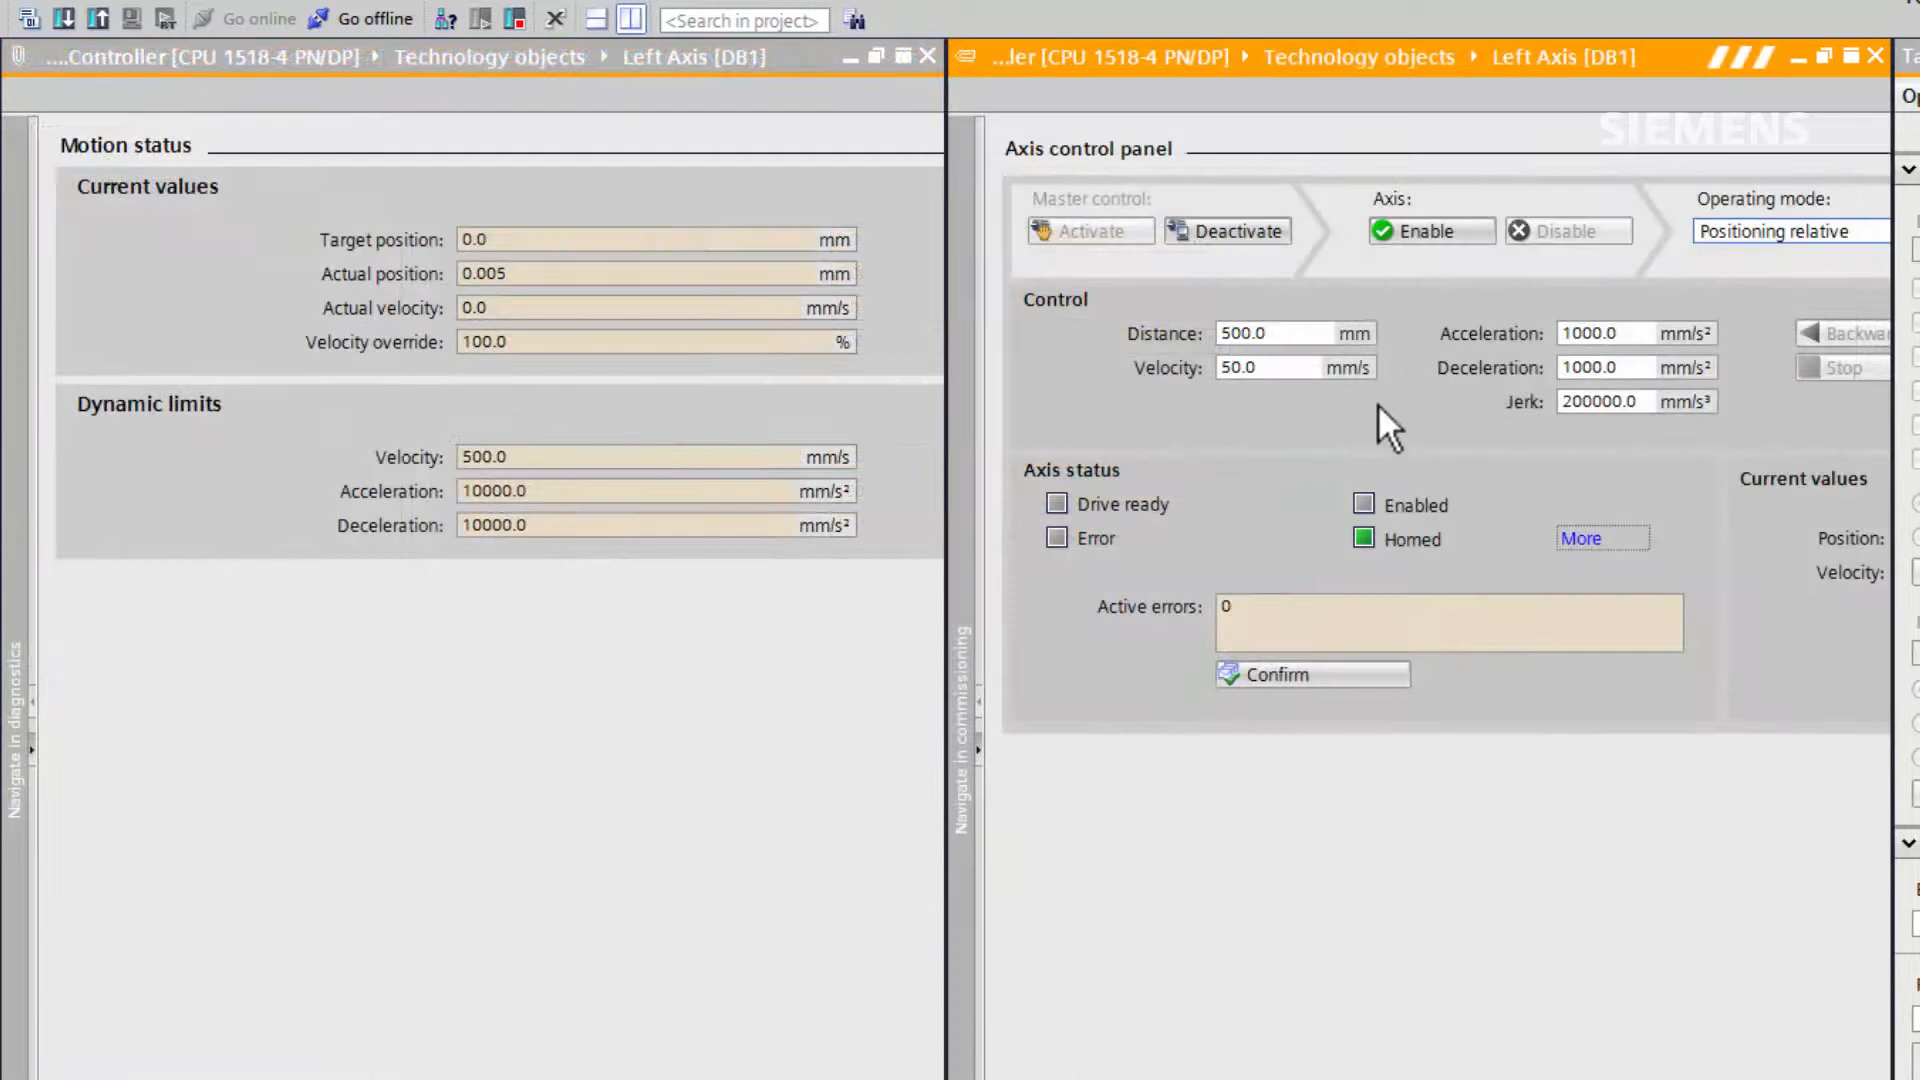 Go online Go offline <Search in project>
....Controller [CPU 1518-4 PN/DP] Technology objects Left Axis [DB1]
...ler [CPU 1518-4 PN/DP] Technology objects Left Axis [DB1]
SIEMENS
Motion status
Current values
Target position: 0.0 mm
Actual position: 0.005 mm
Actual velocity: 0.0 mm/s
Velocity override: 100.0 %
Dynamic limits
Velocity: 500.0 mm/s
Acceleration: 10000.0 mm/s²
Deceleration: 10000.0 mm/s²
Navigate in diagnostics
Axis control panel
Master control: Axis: Operating mode:
Activate Deactivate Enable Disable Positioning relative
Control
Distance: 500.0 mm Acceleration: 1000.0 mm/s² Backwar
Velocity: 50.0 mm/s Deceleration: 1000.0 mm/s² Stop
Jerk: 200000.0 mm/s³
Axis status Current values
Drive ready Enabled
Error Homed More Position:
Velocity:
Active errors: 0
Confirm
Navigate in commissioning